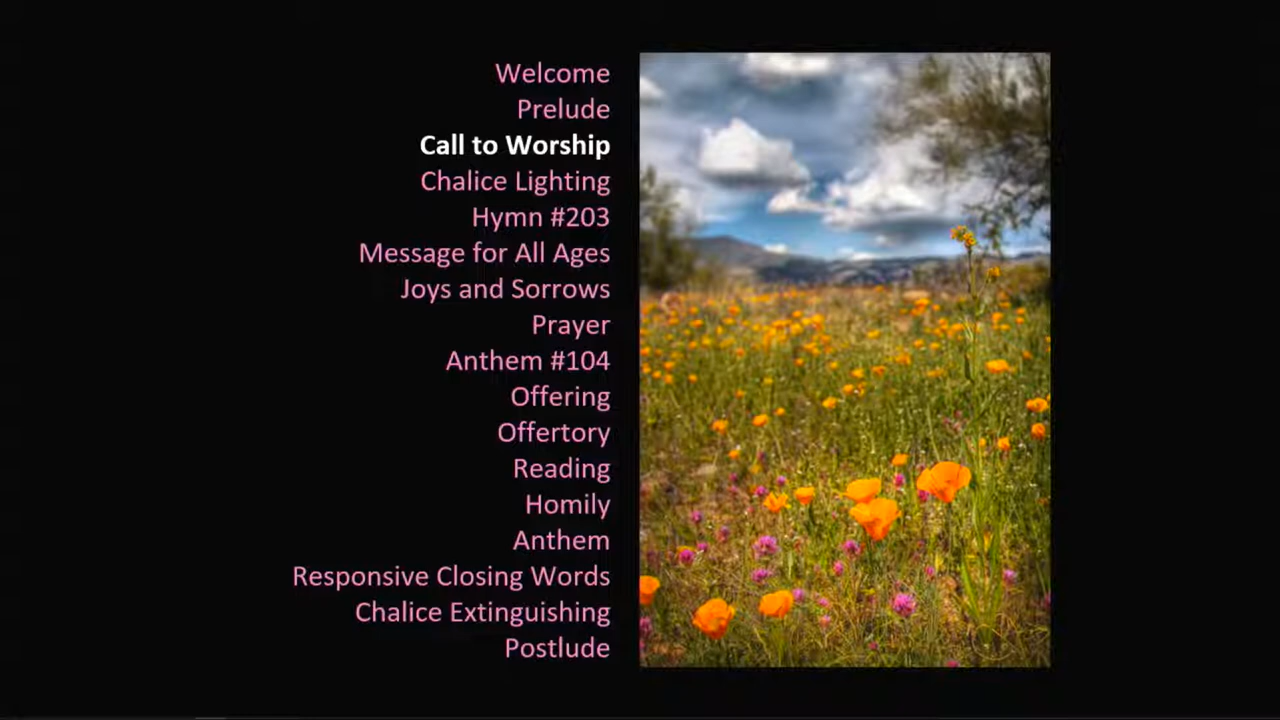 Welcome
Prelude
Call to Worship
Chalice Lighting
Hymn #203
Message for All Ages
Joys and Sorrows
Prayer
Anthem #104
Offering
Offertory
Reading
Homily
Anthem
Responsive Closing Words
Chalice Extinguishing
Postlude